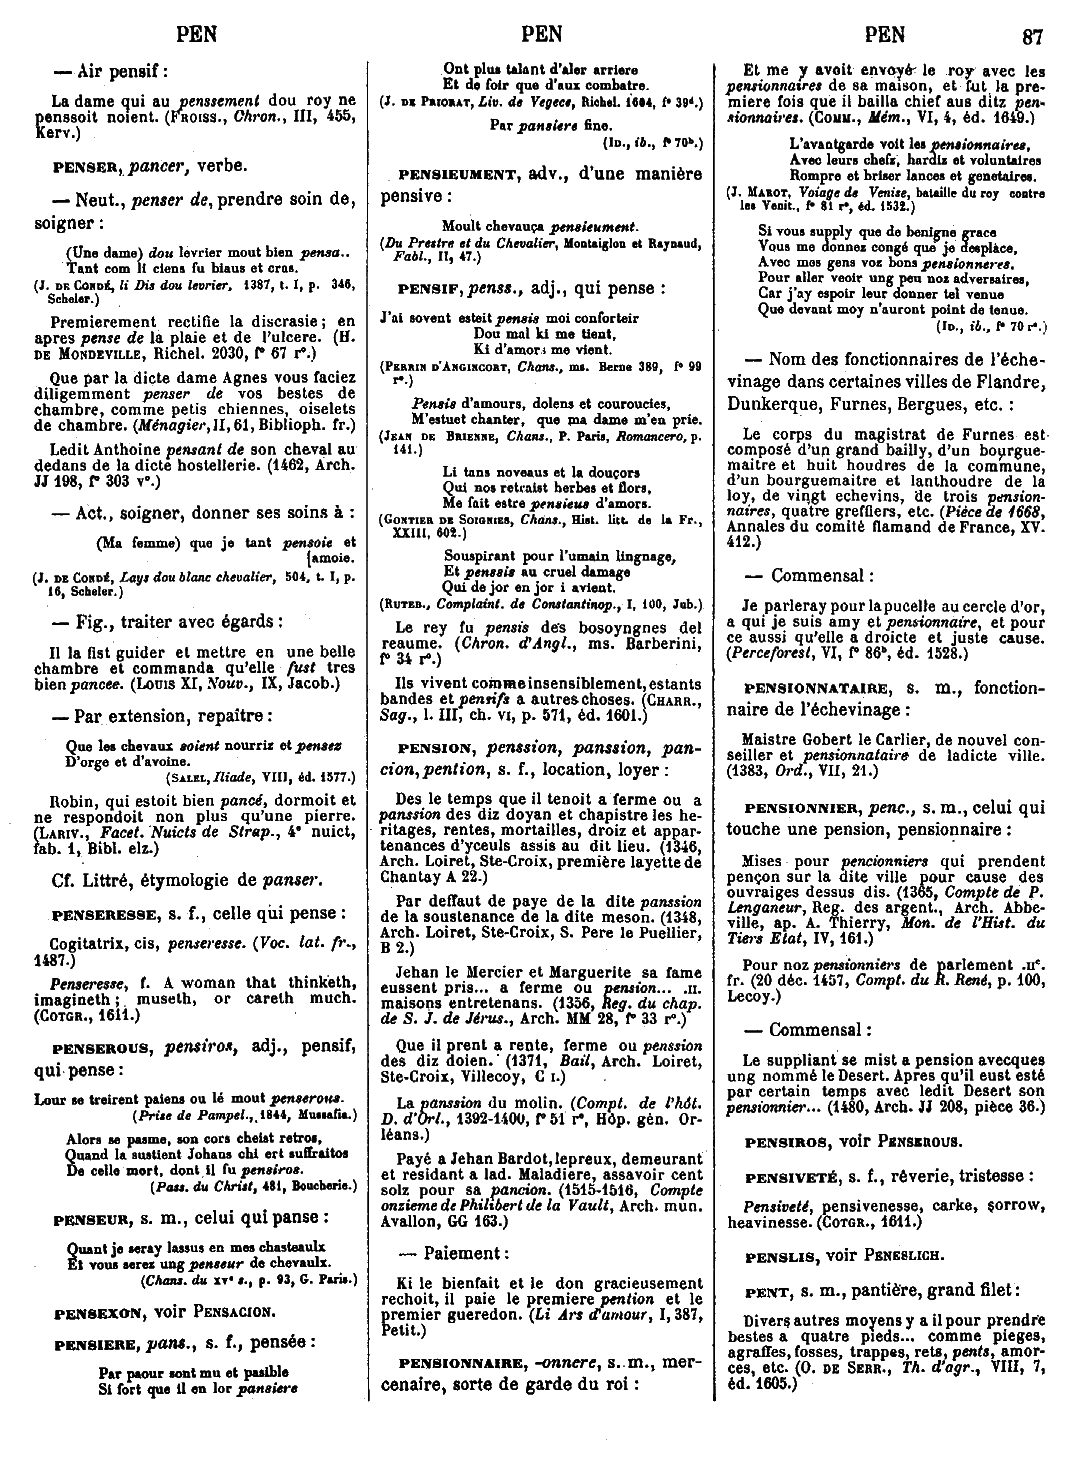 PEN
PEN
PEN
87
— Air pensif :
La dame qui au penssement dou roy ne
penssoit noient. (FROISS., Chron., III, 455,
Kerv.)
PENSER, pancer, verbe.
— Neut., penser de, prendre soin de,
soigner :
(Une dame) dou levrier mout bien pensa..
Tant com li ciens fu biaus et cras.
(J. DE CONDÉ, li Dis dou levrier, 1387, t. I, p. 346,
Scheler.)
Premierement rectifie la discrasie ; en
apres pense de la plaie et de l'ulcere. (H.
DE MONDEVILLE, Richel. 2030, f° 67 r°.)
Que par la dicte dame Agnes vous faciez
diligemment penser de vos bestes de
chambre, comme petis chiennes, oiselets
de chambre. (Ménagier, II, 61, Biblioph. fr.)
Ledit Anthoine pensant de son cheval au
dedans de la dicte hostellerie. (1462, Arch.
JJ 198, f° 303 v°.)
— Act., soigner, donner ses soins à :
(Ma femme) que je tant pensoie et
[amoie.
(J. DE CONDÉ, Lays dou blanc chevalier, 504, t. I, p.
16, Scheler.)
— Fig., traiter avec égards :
Il la fist guider et mettre en une belle
chambre et commanda qu'elle fust tres
bien pancee. (LOUIS XI, Nouv., IX, Jacob.)
— Par extension, repaître :
Que les chevaux soient nourriz et pensez
D'orge et d'avoine.
(SALEL, Iliade, VIII, éd. 1577.)
Robin, qui estoit bien pancé, dormoit et
ne respondoit non plus qu'une pierre.
(LARIV., Facet. Nuicts de Strap., 4e nuict,
fab. 1, Bibl. elz.)
Cf. Littré, étymologie de panser.
PENSERESSE, s. f., celle qui pense :
Cogitatrix, cis, penseresse. (Voc. lat. fr.,
1487.)
Penseresse, f. A woman that thinketh,
imagineth ; museth, or careth much.
(COTGR., 1611.)
PENSEROUS, pensiros, adj., pensif,
qui pense :
Lour se treirent paiens ou lé mout penserous.
(Prise de Pampel., 1844, Mussafia.)
Alors se pasme, son cors cheist retros,
Quand la sustient Johans chi ert suffraitos
De celle mort, dont il fu pensiros.
(Pass. du Christ, 481, Boucherie.)
PENSEUR, s. m., celui qui panse :
Quant je seray lassus en mes chasteaulx
Et vous serez ung penseur de chevaulx.
(Chans. du xve s., p. 93, G. Paris.)
PENSEXON, voir PENSACION.
PENSIERE, pans., s. f., pensée :
Par paour sont mu et pasible
Si fort que il en lor pansiere
Ont plus talant d'aler arriere
Et de foir que d'aux combatre.
(J. DE PRIORAT, Liv. de Vegece, Richel. 1604, f° 39d.)
Par pansiere fine.
(ID., ib., f° 70b.)
PENSIEUMENT, adv., d'une manière
pensive :
Moult chevauça pensieument.
(Du Prestre et du Chevalier, Montaiglon et Raynaud,
Fabl., II, 47.)
PENSIF, penss., adj., qui pense :
J'ai sovent esteit pensis moi conforteir
Dou mal ki me tient,
Ki d'amors me vient.
(PERRIN D'ANGINCORT, Chans., ms. Berne 389, f° 99
r°.)
Pensis d'amours, dolens et couroucies,
M'estuet chanter, que ma dame m'en prie.
(JEAN DE BRIENNE, Chans., P. Paris, Romancero, p.
141.)
Li tans noveaus et la douçors
Qui nos retraist herbes et flors,
Me fait estre pensieus d'amors.
(GONTIER DE SOIGNIES, Chans., Hist. litt. de la Fr.,
XXIII, 602.)
Souspirant pour l'umain lingnage,
Et penssis au cruel damage
Qui de jor en jor i avient.
(RUTEB., Complaint. de Constantinop., I, 100, Jub.)
Le rey fu pensis des bosoyngnes del
reaume. (Chron. d'Angl., ms. Barberini,
f° 34 r°.)
Ils vivent comme insensiblement, estants
bandes et pensifs a autres choses. (CHARR.,
Sag., l. III, ch. VI, p. 571, éd. 1601.)
PENSION, penssion, panssion, pan-
cion, pention, s. f., location, loyer :
Des le temps que il tenoit a ferme ou a
panssion des diz doyan et chapistre les he-
ritages, rentes, mortailles, droiz et appar-
tenances d'yceuls assis au dit lieu. (1346,
Arch. Loiret, Ste-Croix, première layette de
Chantay A 22.)
Par deffaut de paye de la dite panssion
de la soustenance de la dite meson. (1348,
Arch. Loiret, Ste-Croix, S. Pere le Puellier,
B 2.)
Jehan le Mercier et Marguerite sa fame
eussent pris... a ferme ou pension... .II.
maisons entretenans. (1356, Reg. du chap.
de S. J. de Jérus., Arch. MM 28, f° 33 r°.)
Que il prent a rente, ferme ou penssion
des diz doien. (1371, Bail, Arch. Loiret,
Ste-Croix, Villecoy, C I.)
La panssion du molin. (Compt. de l'hôt.
D. d'Orl., 1392-1400, f° 51 r°, Hôp. gén. Or-
léans.)
Payé a Jehan Bardot, lepreux, demeurant
et residant a lad. Maladiere, assavoir cent
solz pour sa pancion. (1515-1516, Compte
onzieme de Philibert de la Vault, Arch. mun.
Avallon, GG 163.)
— Paiement :
Ki le bienfait et le don gracieusement
rechoit, il paie le premiere pention et le
premier gueredon. (Li Ars d'amour, I, 387,
Petit.)
PENSIONNAIRE, -onnere, s. m., mer-
cenaire, sorte de garde du roi :
Et me y avoit envoyé le roy avec les
pensionnaires de sa maison, et fut la pre-
miere fois que il bailla chief aus ditz pen-
sionnaires. (COMM., Mém., VI, 4, éd. 1649.)
L'avantgarde voit les pensionnaires,
Avec leurs chefz, hardiz et voluntaires
Rompre et briser lances et genetaires.
(J. MAROT, Voiage de Venise, bataille du roy contre
les Venit., f° 81 r°, éd. 1532.)
Si vous supply que de benigne grace
Vous me donnez congé que je desplace,
Avec mes gens voz bons pensionneres,
Pour aller veoir ung peu noz adversaires,
Car j'ay espoir leur donner tel venue
Que devant moy n'auront point de tenue.
(ID., ib., f° 70 r°.)
— Nom des fonctionnaires de l'éche-
vinage dans certaines villes de Flandre,
Dunkerque, Furnes, Bergues, etc. :
Le corps du magistrat de Furnes est
composé d'un grand bailly, d'un bourgue-
maitre et huit houdres de la commune,
d'un bourguemaitre et lanthoudre de la
loy, de vingt echevins, de trois pension-
naires, quatre greffiers, etc. (Pièce de 1668,
Annales du comité flamand de France, XV.
412.)
— Commensal :
Je parleray pour la pucelle au cercle d'or,
a qui je suis amy et pensionnaire, et pour
ce aussi qu'elle a droicte et juste cause.
(Perceforest, VI, f° 86b, éd. 1528.)
PENSIONNATAIRE, s. m., fonction-
naire de l'échevinage :
Maistre Gobert le Carlier, de nouvel con-
seiller et pensionnataire de ladicte ville.
(1383, Ord., VII, 21.)
PENSIONNIER, penc., s. m., celui qui
touche une pension, pensionnaire :
Mises pour pencionniers qui prendent
pençon sur la dite ville pour cause des
ouvraiges dessus dis. (1365, Compte de P.
Lenganeur, Reg. des argent., Arch. Abbe-
ville, ap. A. Thierry, Mon. de l'Hist. du
Tiers Etat, IV, 161.)
Pour noz pensionniers de parlement .IIe.
fr. (20 déc. 1457, Compt. du R. René, p. 100,
Lecoy.)
— Commensal :
Le suppliant se mist a pension avecques
ung nommé le Desert. Apres qu'il eust esté
par certain temps avec ledit Desert son
pensionnier... (1480, Arch. JJ 208, pièce 36.)
PENSIROS, voir PENSEROUS.
PENSIVETÉ, s. f., rêverie, tristesse :
Pensiveté, pensivenesse, carke, sorrow,
heavinesse. (COTGR., 1611.)
PENSLIS, voir PENESLICH.
PENT, s. m., pantière, grand filet :
Divers autres moyens y a il pour prendre
bestes a quatre pieds... comme pieges,
agraffes, fosses, trappes, rets, pents, amor-
ces, etc. (O. DE SERR., Th. d'agr., VIII, 7,
éd. 1605.)